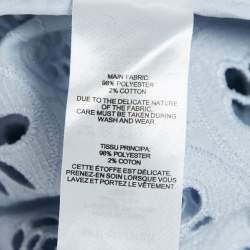 MAIN FABRIC:
98% POLYESTER
2% COTTON
DUE TO THE DELICATE NATURE
OF THE FABRIC,
CARE MUST BE TAKEN DURING
WASH AND WEAR.
TISSU PRINCIPA:
98% POLYESTER
2% COTTON
CETTE ÉTOFFE EST DÉLICATE.
PRENEZ-EN SOIN LORSQUE VOUS
LAVEZ ET PORTEZ LE VÊTEMENT.